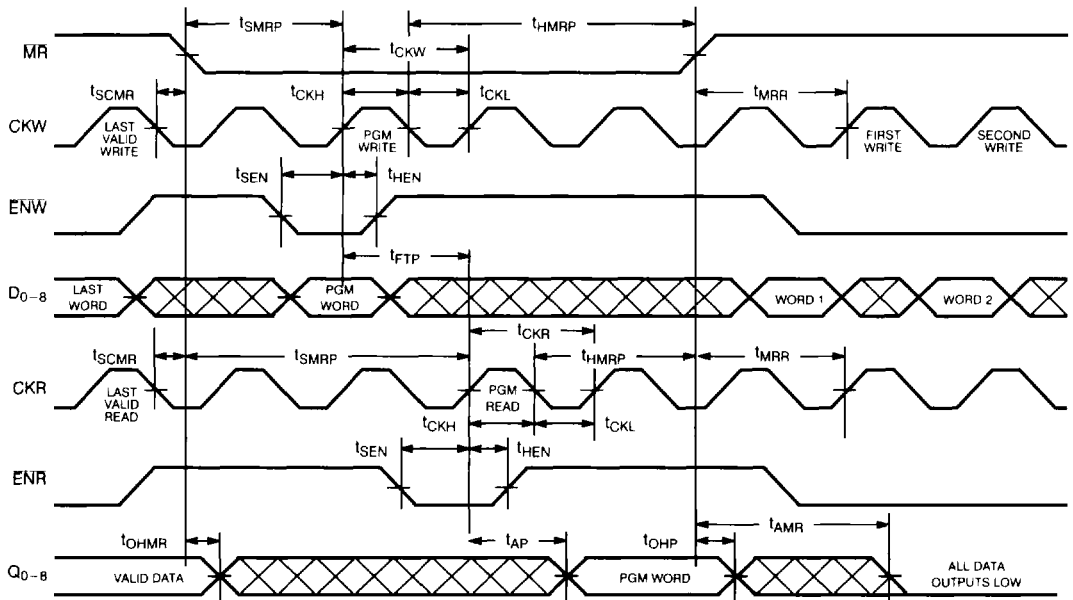 tSMRP tHMRP
MR
tCKW
tSCMR tCKH tCKL tMRR
CKW LAST VALID WRITE PGM WRITE FIRST WRITE SECOND WRITE
tSEN tHEN
ENW
tFTP
D0–8 LAST WORD PGM WORD WORD 1 WORD 2
tCKR
tSCMR tSMRP tHMRP tMRR
CKR LAST VALID READ PGM READ
tCKH tCKL
tSEN tHEN
ENR
tAMR
tOHMR tAP tOHP
Q0–8 VALID DATA PGM WORD ALL DATA OUTPUTS LOW